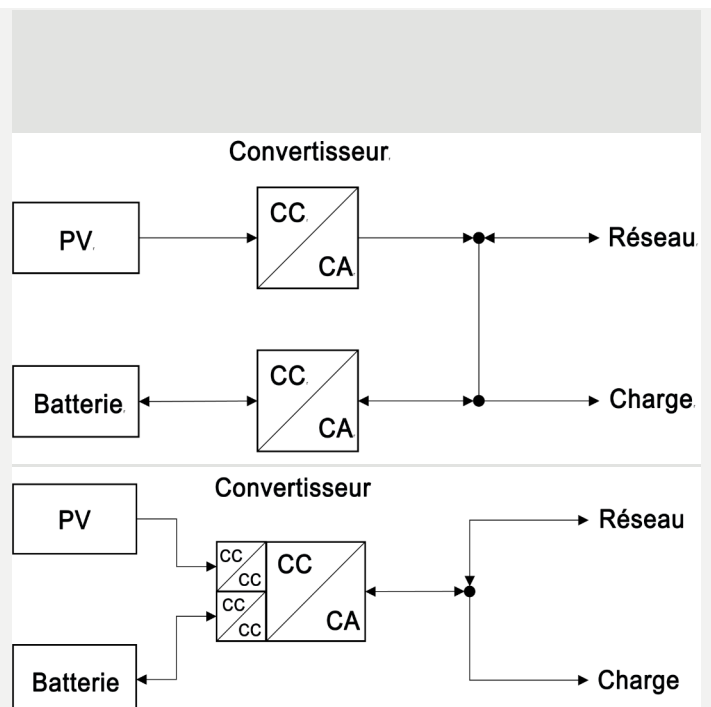 Convertisseur
PV
CC
CA
Réseau
Batterie
CC
CA
Charge
Convertisseur
PV
CC
CC
CC
CA
Réseau
CC
CC
Batterie
Charge